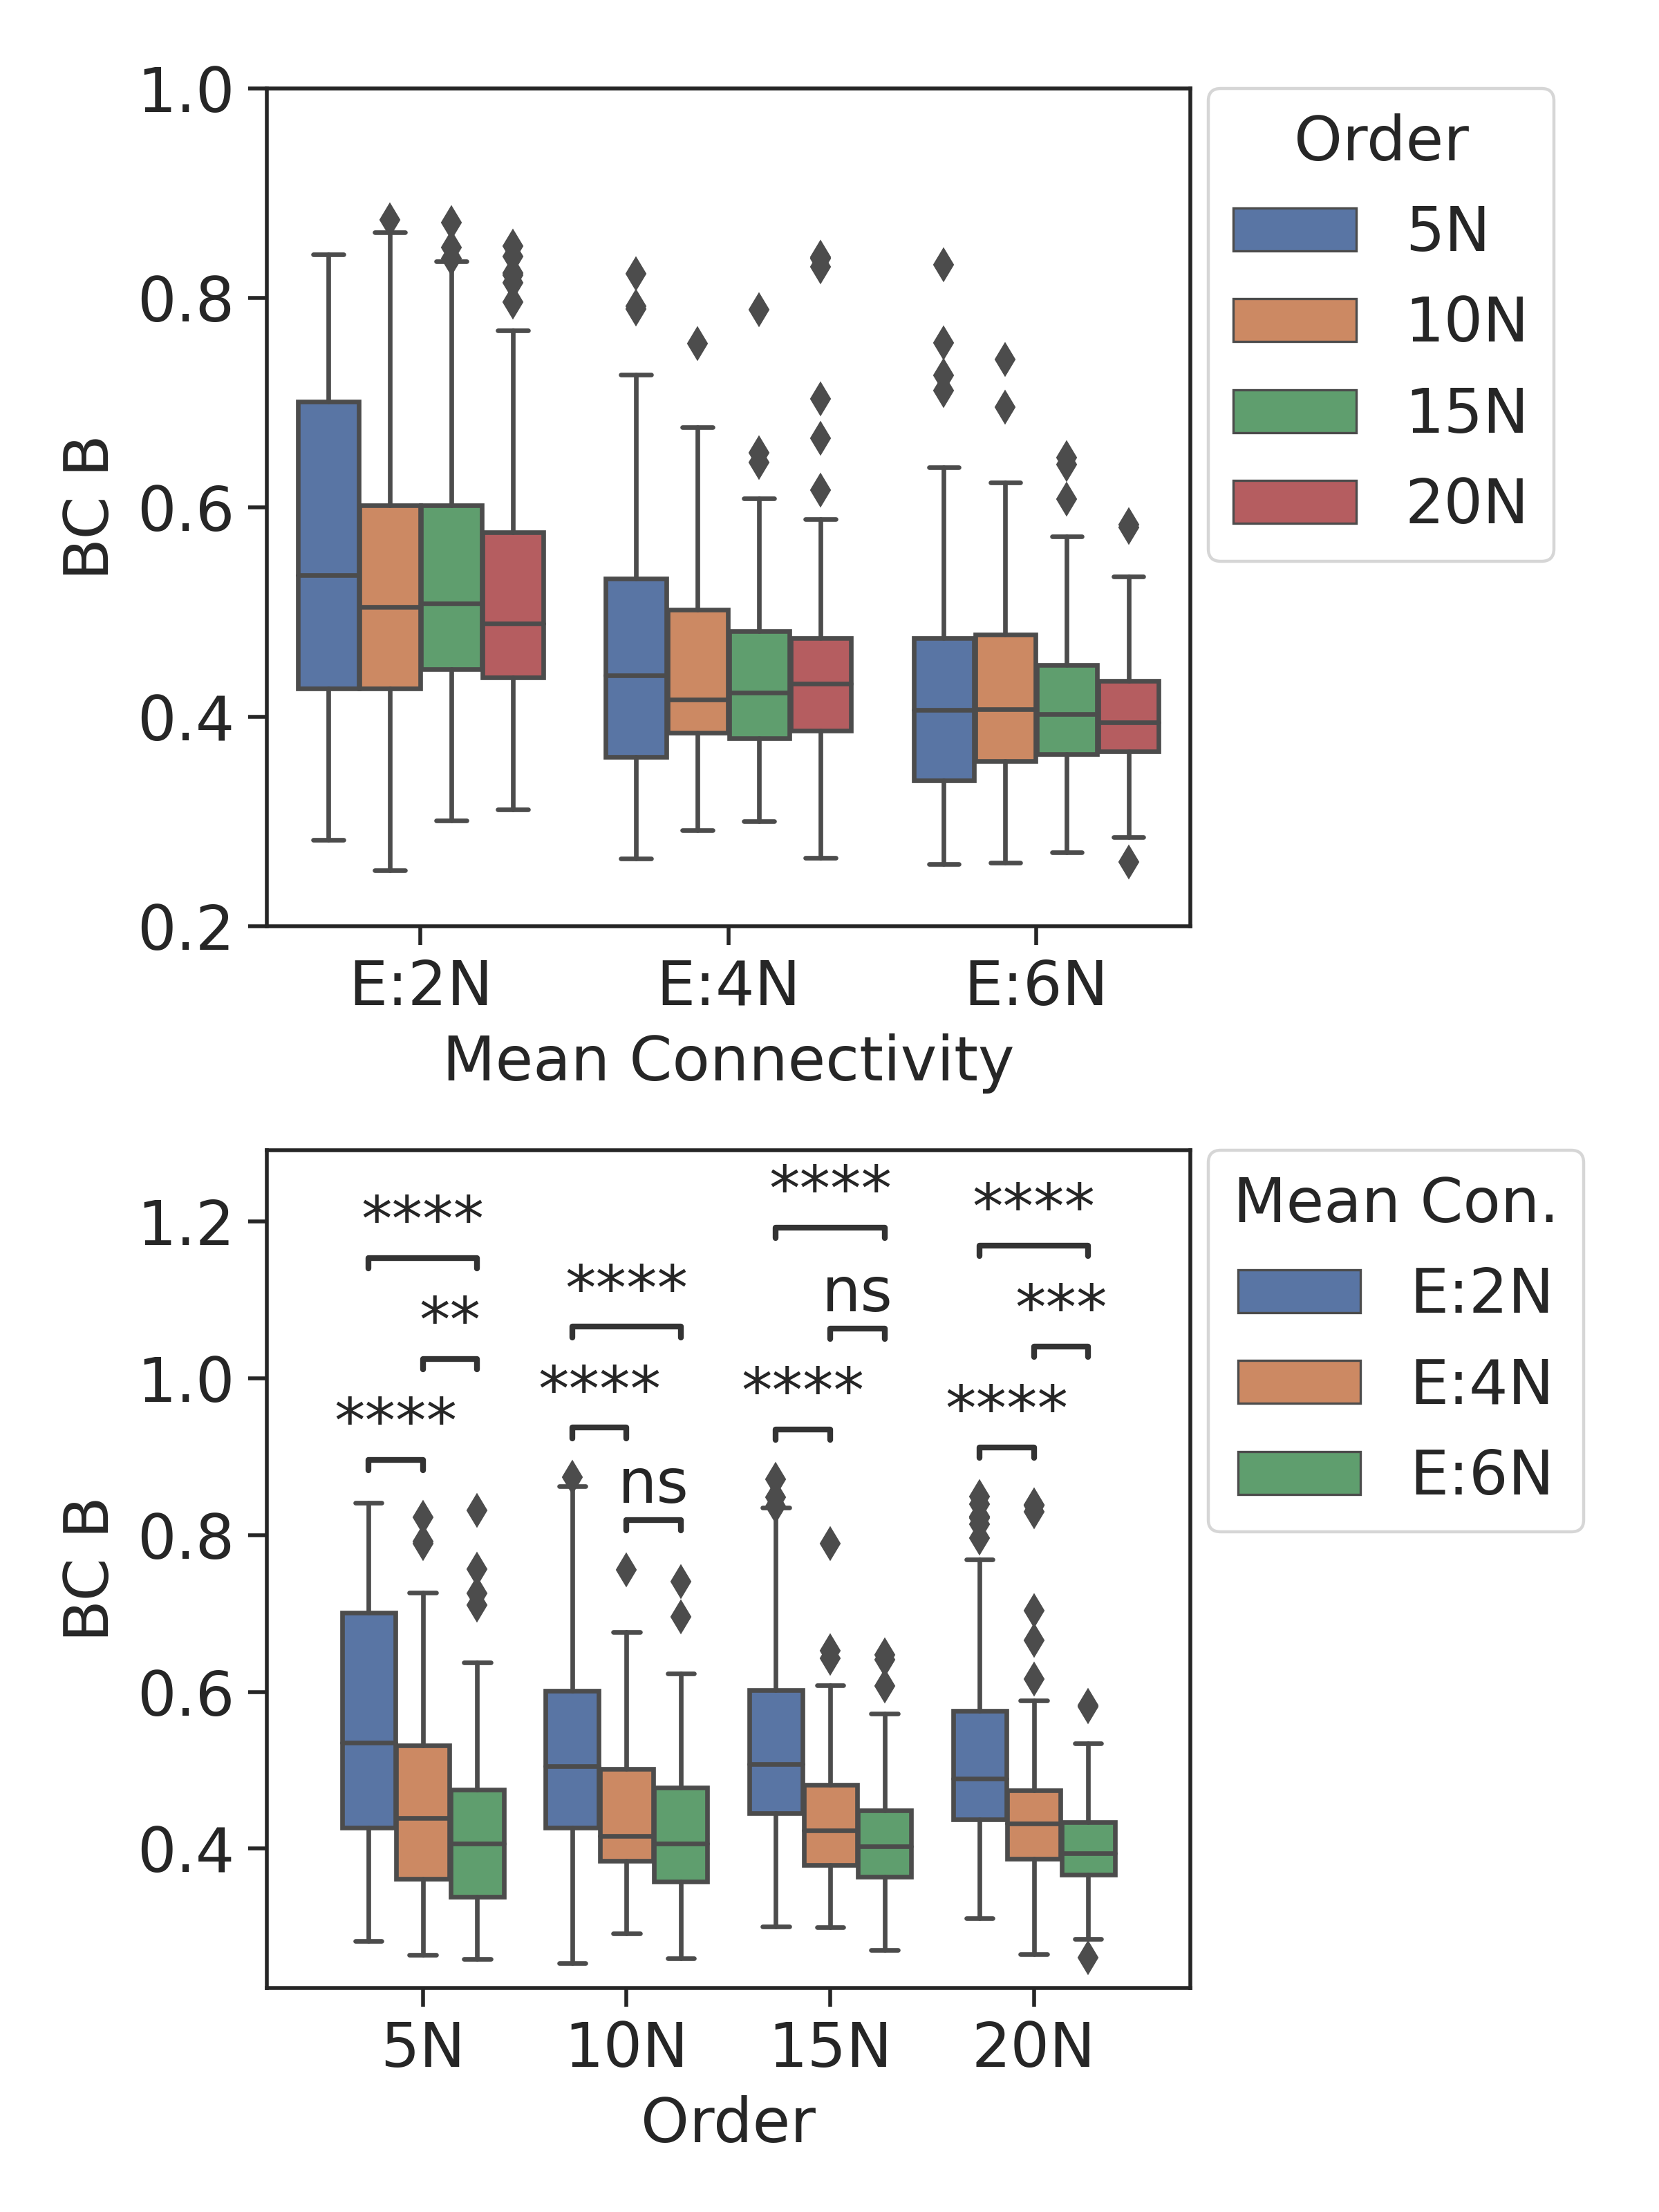 1.0
0.8
0.6
0.4
0.2
BC B
E:2N E:4N E:6N
Mean Connectivity
Order
5N
10N
15N
20N
1.2
1.0
0.8
0.6
0.4
BC B
**** **** ****
**** ns ***
** **** **** ****
**** ns
5N 10N 15N 20N
Order
Mean Con.
E:2N
E:4N
E:6N